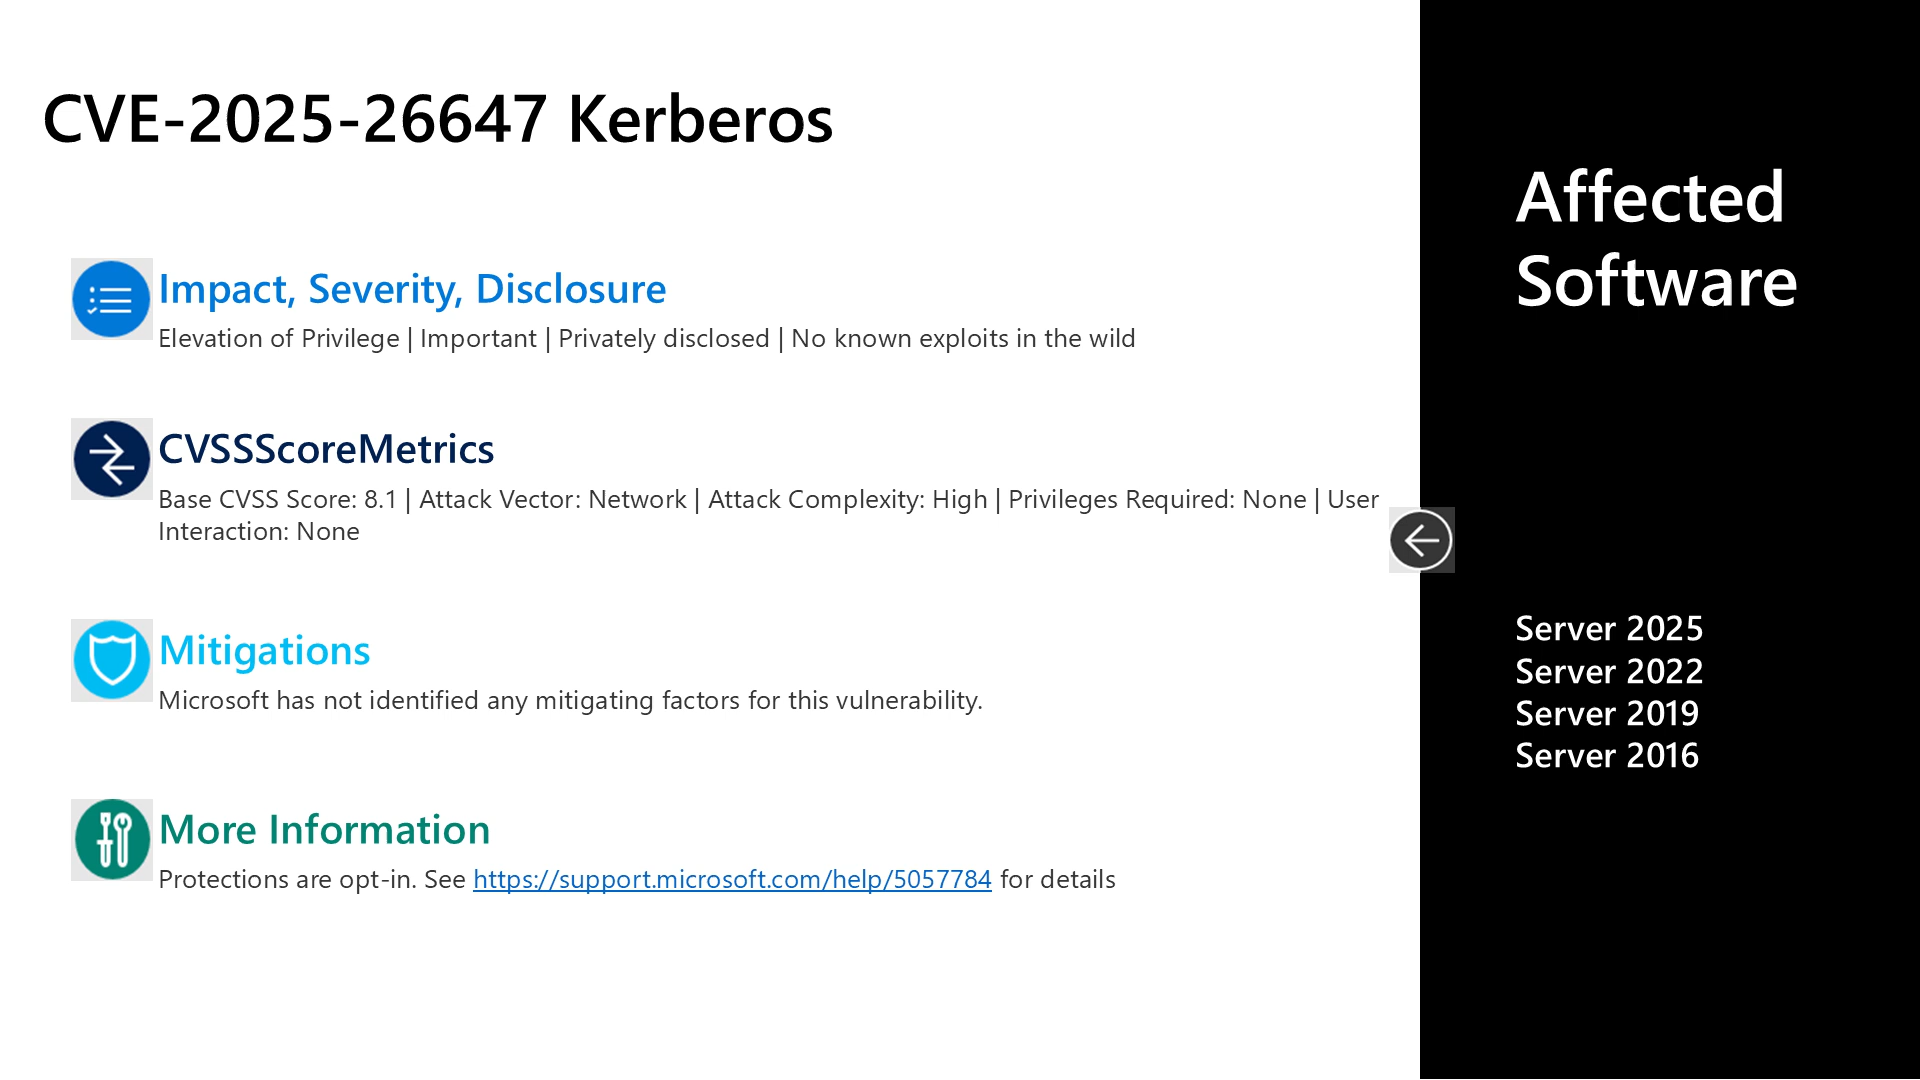 CVE-2025-26647 Kerberos
Impact, Severity, Disclosure
Elevation of Privilege | Important | Privately disclosed | No known exploits in the wild
CVSSScoreMetrics
Base CVSS Score: 8.1 | Attack Vector: Network | Attack Complexity: High | Privileges Required: None | User
Interaction: None
Mitigations
Microsoft has not identified any mitigating factors for this vulnerability.
More Information
Protections are opt-in. See https://support.microsoft.com/help/5057784 for details
Affected
Software
Server 2025
Server 2022
Server 2019
Server 2016